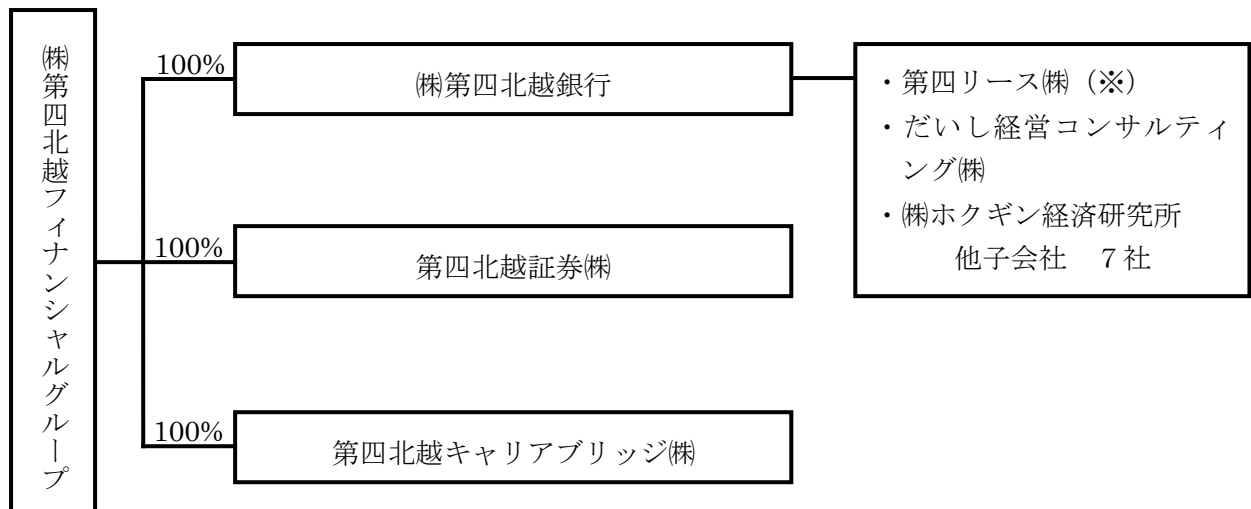 ㈱第四北越フィナンシャルグループ
100%
㈱第四北越銀行
・第四リース㈱（※）
・だいし経営コンサルティ
ング㈱
・㈱ホクギン経済研究所
他子会社　７社
100%
第四北越証券㈱
100%
第四北越キャリアブリッジ㈱